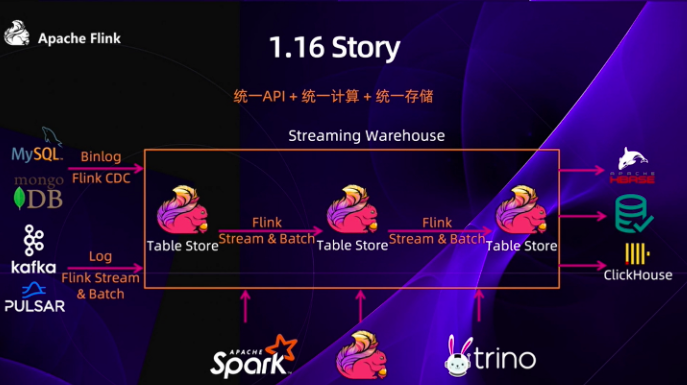 Apache Flink
1.16 Story
统一API + 统一计算 + 统一存储
Streaming Warehouse
MySQL
Binlog
Flink CDC
mongo
DB
kafka
Log
Flink Stream
& Batch
PULSAR
Table Store
Flink
Stream & Batch
Table Store
Flink
Stream & Batch
Table Store
APACHE
HBASE
ClickHouse
APACHE
Spark
trino